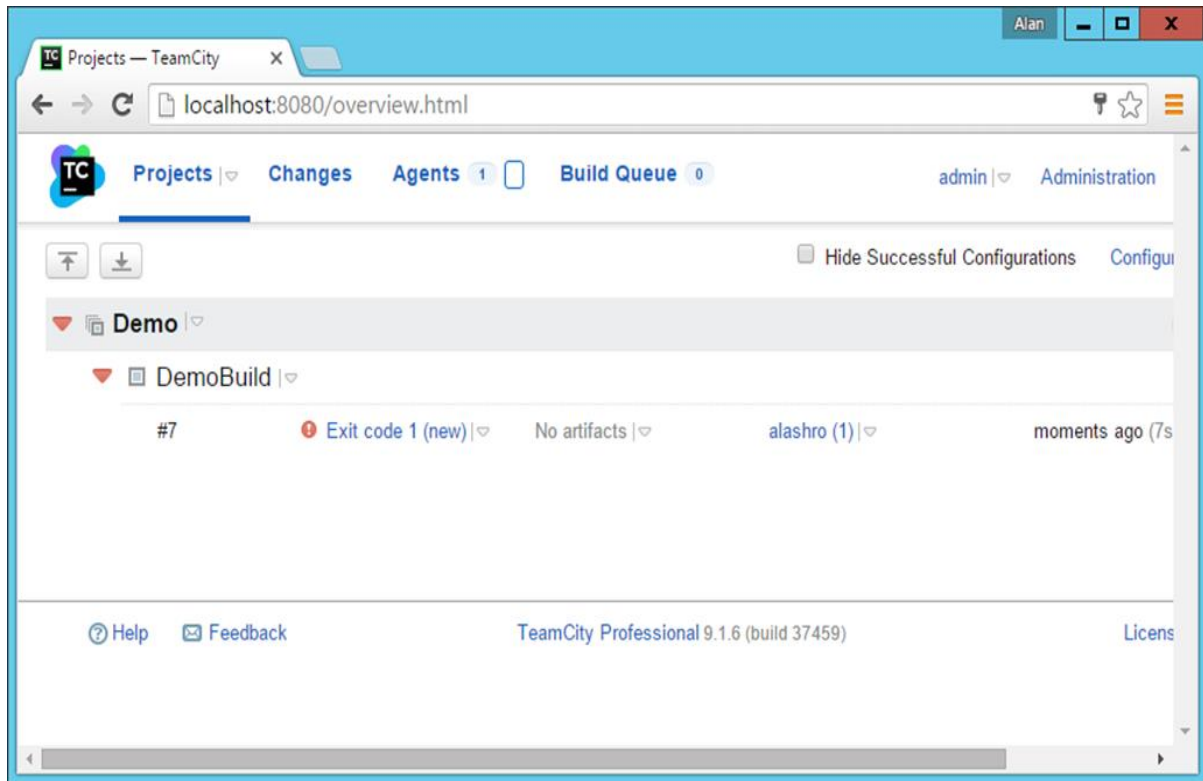 Alan
TC Projects — TeamCity
localhost:8080/overview.html
TC Projects Changes Agents 1 Build Queue 0 admin Administration
Hide Successful Configurations Configu
Demo
DemoBuild
#7 Exit code 1 (new) No artifacts alashro (1) moments ago (7s
Help Feedback TeamCity Professional 9.1.6 (build 37459) Licens